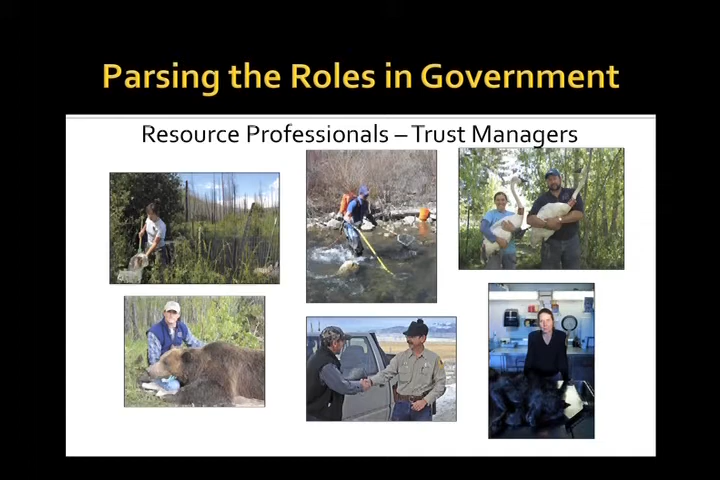 Parsing the Roles in Government
Resource Professionals – Trust Managers